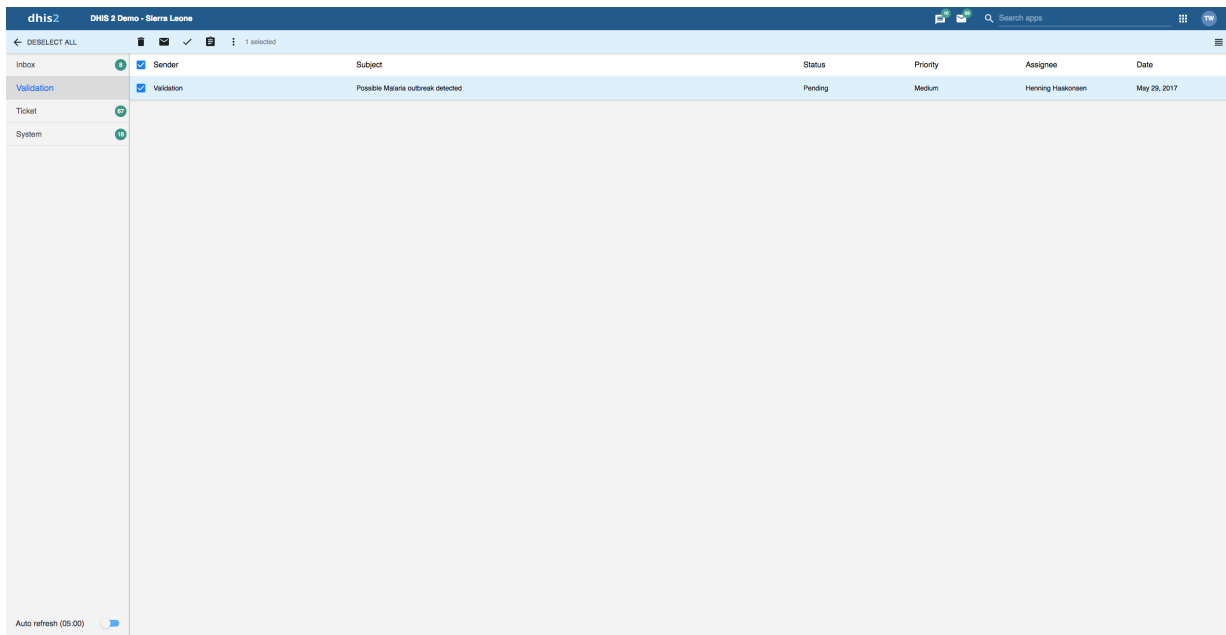 dhis2 DHIS 2 Demo - Sierra Leone Search apps TW
DESELECT ALL 1 selected
Inbox 8 Sender Subject Status Priority Assignee Date
Validation Validation Possible Malaria outbreak detected Pending Medium Henning Haakonsen May 29, 2017
Ticket 67
System 18
Auto refresh (05:00)